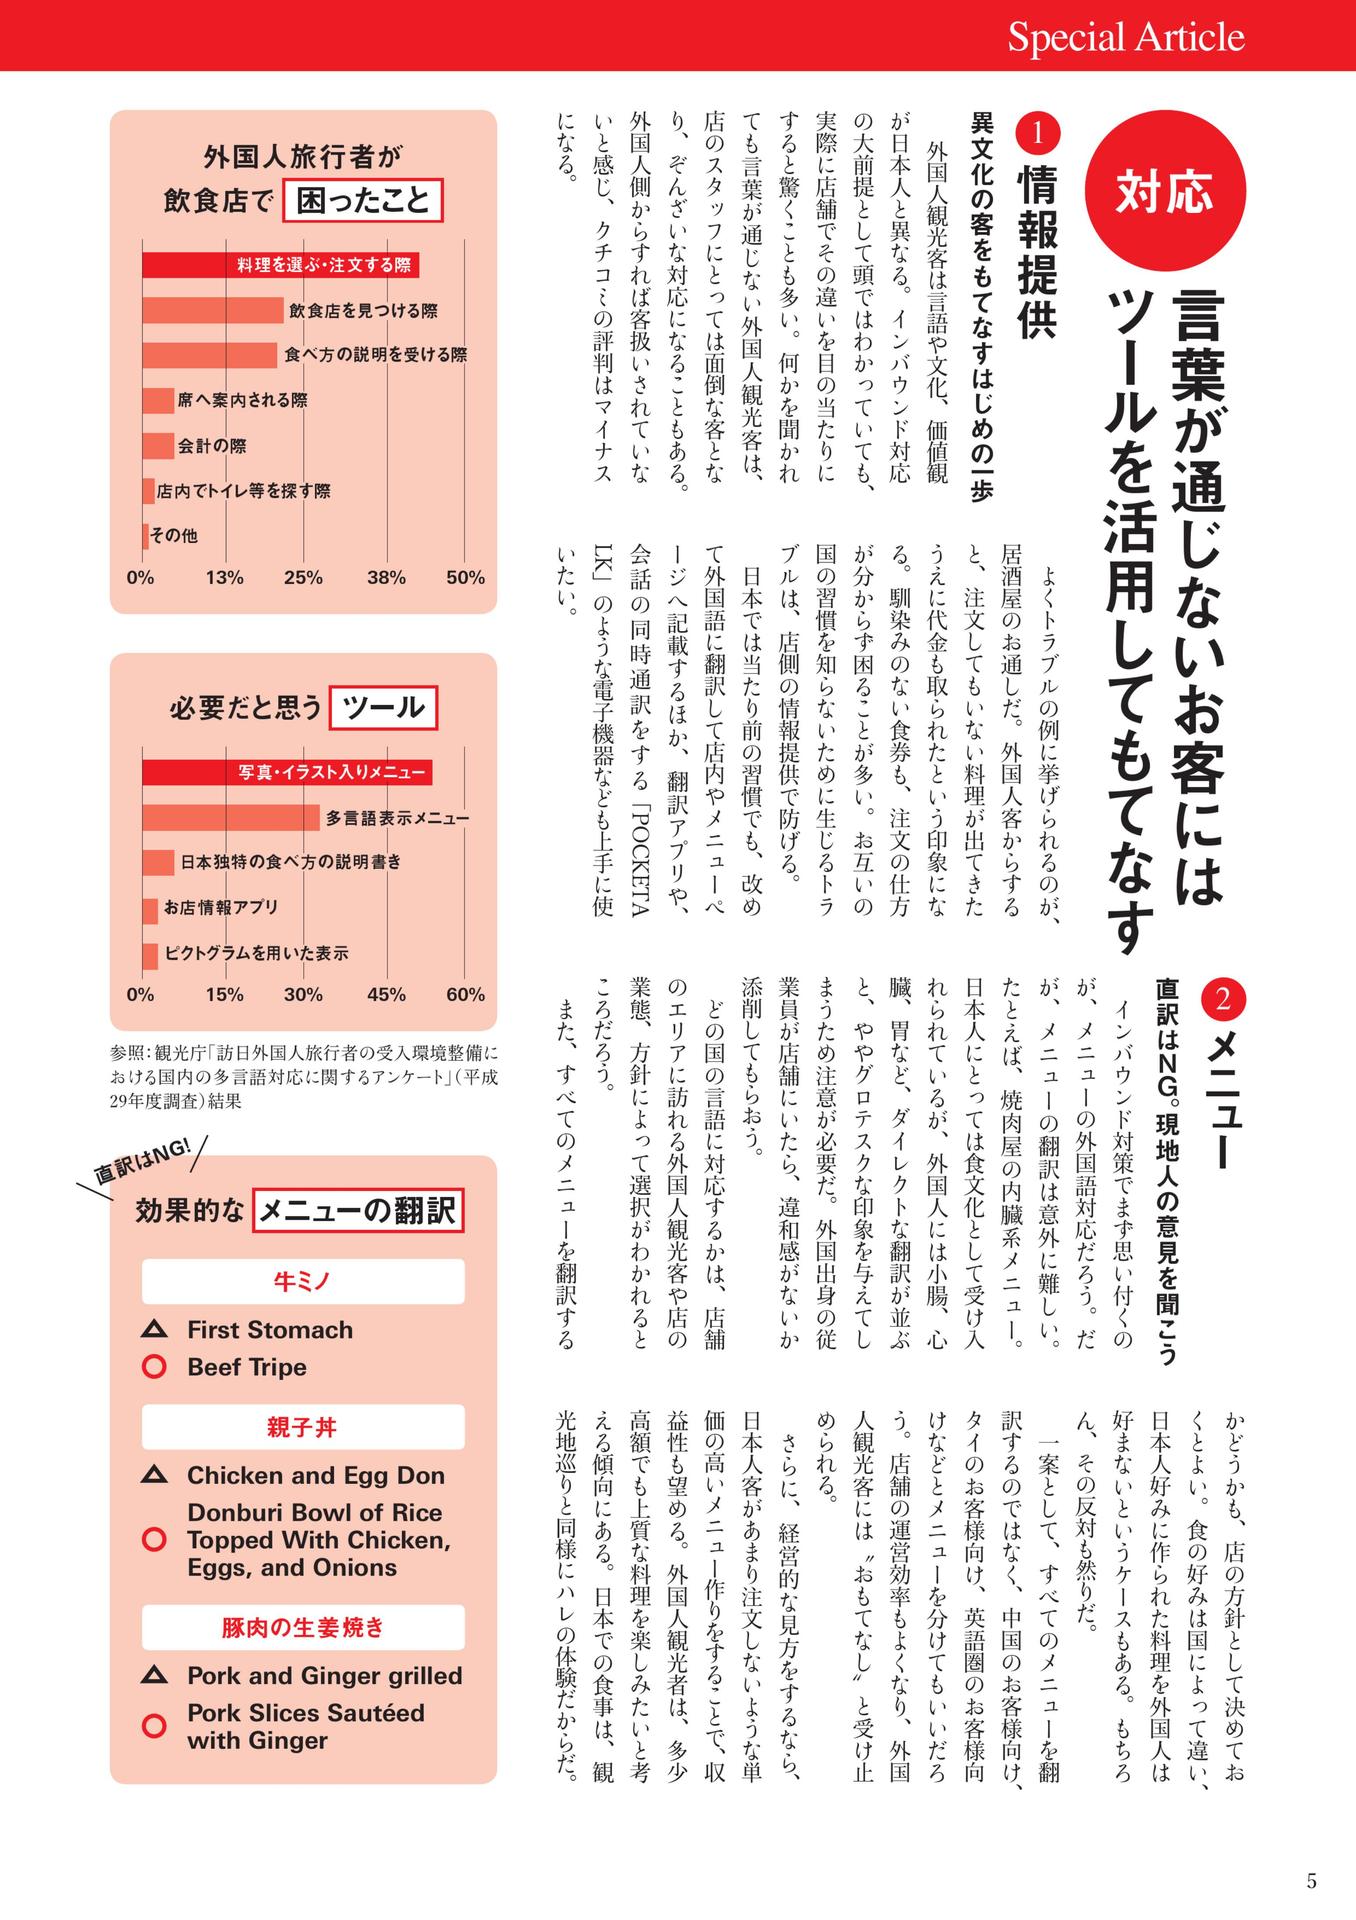 Special Article
対応
言葉が通じないお客には
ツールを活用してもてなす
1 情報提供
異文化の客をもてなすはじめの一歩
　外国人観光客は言語や文化、価値観
が日本人と異なる。インバウンド対応
の大前提として頭ではわかっていても、
実際に店舗でその違いを目の当たりに
すると驚くことも多い。何かを聞かれ
ても言葉が通じない外国人観光客は、
店のスタッフにとっては面倒な客とな
り、ぞんざいな対応になることもある。
外国人側からすれば客扱いされていな
いと感じ、クチコミの評判はマイナス
になる。
　よくトラブルの例に挙げられるのが、
居酒屋のお通しだ。外国人客からする
と、注文してもいない料理が出てきた
うえに代金も取られたという印象にな
る。馴染みのない食券も、注文の仕方
が分からず困ることが多い。お互いの
国の習慣を知らないために生じるトラ
ブルは、店側の情報提供で防げる。
　日本では当たり前の習慣でも、改め
て外国語に翻訳して店内やメニューペ
ージへ記載するほか、翻訳アプリや、
会話の同時通訳をする「POCKETA
LK」のような電子機器なども上手に使
いたい。
2 メニュー
直訳はNG。現地人の意見を聞こう
　インバウンド対策でまず思い付くの
が、メニューの外国語対応だろう。だ
が、メニューの翻訳は意外に難しい。
たとえば、焼肉屋の内臓系メニュー。
日本人にとっては食文化として受け入
れられているが、外国人には小腸、心
臓、胃など、ダイレクトな翻訳が並ぶ
と、ややグロテスクな印象を与えてし
まうため注意が必要だ。外国出身の従
業員が店舗にいたら、違和感がないか
添削してもらおう。
　どの国の言語に対応するかは、店舗
のエリアに訪れる外国人観光客や店の
業態、方針によって選択がわかれると
ころだろう。
　また、すべてのメニューを翻訳する
かどうかも、店の方針として決めてお
くとよい。食の好みは国によって違い、
日本人好みに作られた料理を外国人は
好まないというケースもある。もちろ
ん、その反対も然りだ。
　一案として、すべてのメニューを翻
訳するのではなく、中国のお客様向け、
タイのお客様向け、英語圏のお客様向
けなどとメニューを分けてもいいだろ
う。店舗の運営効率もよくなり、外国
人観光客には〝おもてなし〟と受け止
められる。
　さらに、経営的な見方をするなら、
日本人客があまり注文しないような単
価の高いメニュー作りをすることで、収
益性も望める。外国人観光者は、多少
高額でも上質な料理を楽しみたいと考
える傾向にある。日本での食事は、観
光地巡りと同様にハレの体験だからだ。
外国人旅行者が
飲食店で 困ったこと
料理を選ぶ・注文する際
飲食店を見つける際
食べ方の説明を受ける際
席へ案内される際
会計の際
店内でトイレ等を探す際
その他
0% 13% 25% 38% 50%
必要だと思う ツール
写真・イラスト入りメニュー
多言語表示メニュー
日本独特の食べ方の説明書き
お店情報アプリ
ピクトグラムを用いた表示
0% 15% 30% 45% 60%
参照：観光庁「訪日外国人旅行者の受入環境整備に
おける国内の多言語対応に関するアンケート」（平成
29年度調査）結果
直訳はNG!
効果的な メニューの翻訳
牛ミノ
△ First Stomach
○ Beef Tripe
親子丼
△ Chicken and Egg Don
○ Donburi Bowl of Rice
Topped With Chicken,
Eggs, and Onions
豚肉の生姜焼き
△ Pork and Ginger grilled
○ Pork Slices Sautéed
with Ginger
5